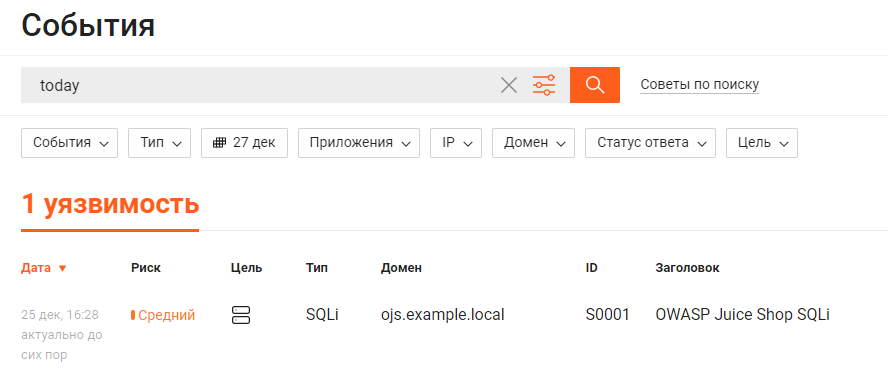 События
today
Советы по поиску
События Тип 27 дек Приложения IP Домен Статус ответа Цель
1 уязвимость
Дата Риск Цель Тип Домен ID Заголовок
25 дек, 16:28 Средний SQLi ojs.example.local S0001 OWASP Juice Shop SQLi
актуально до
сих пор